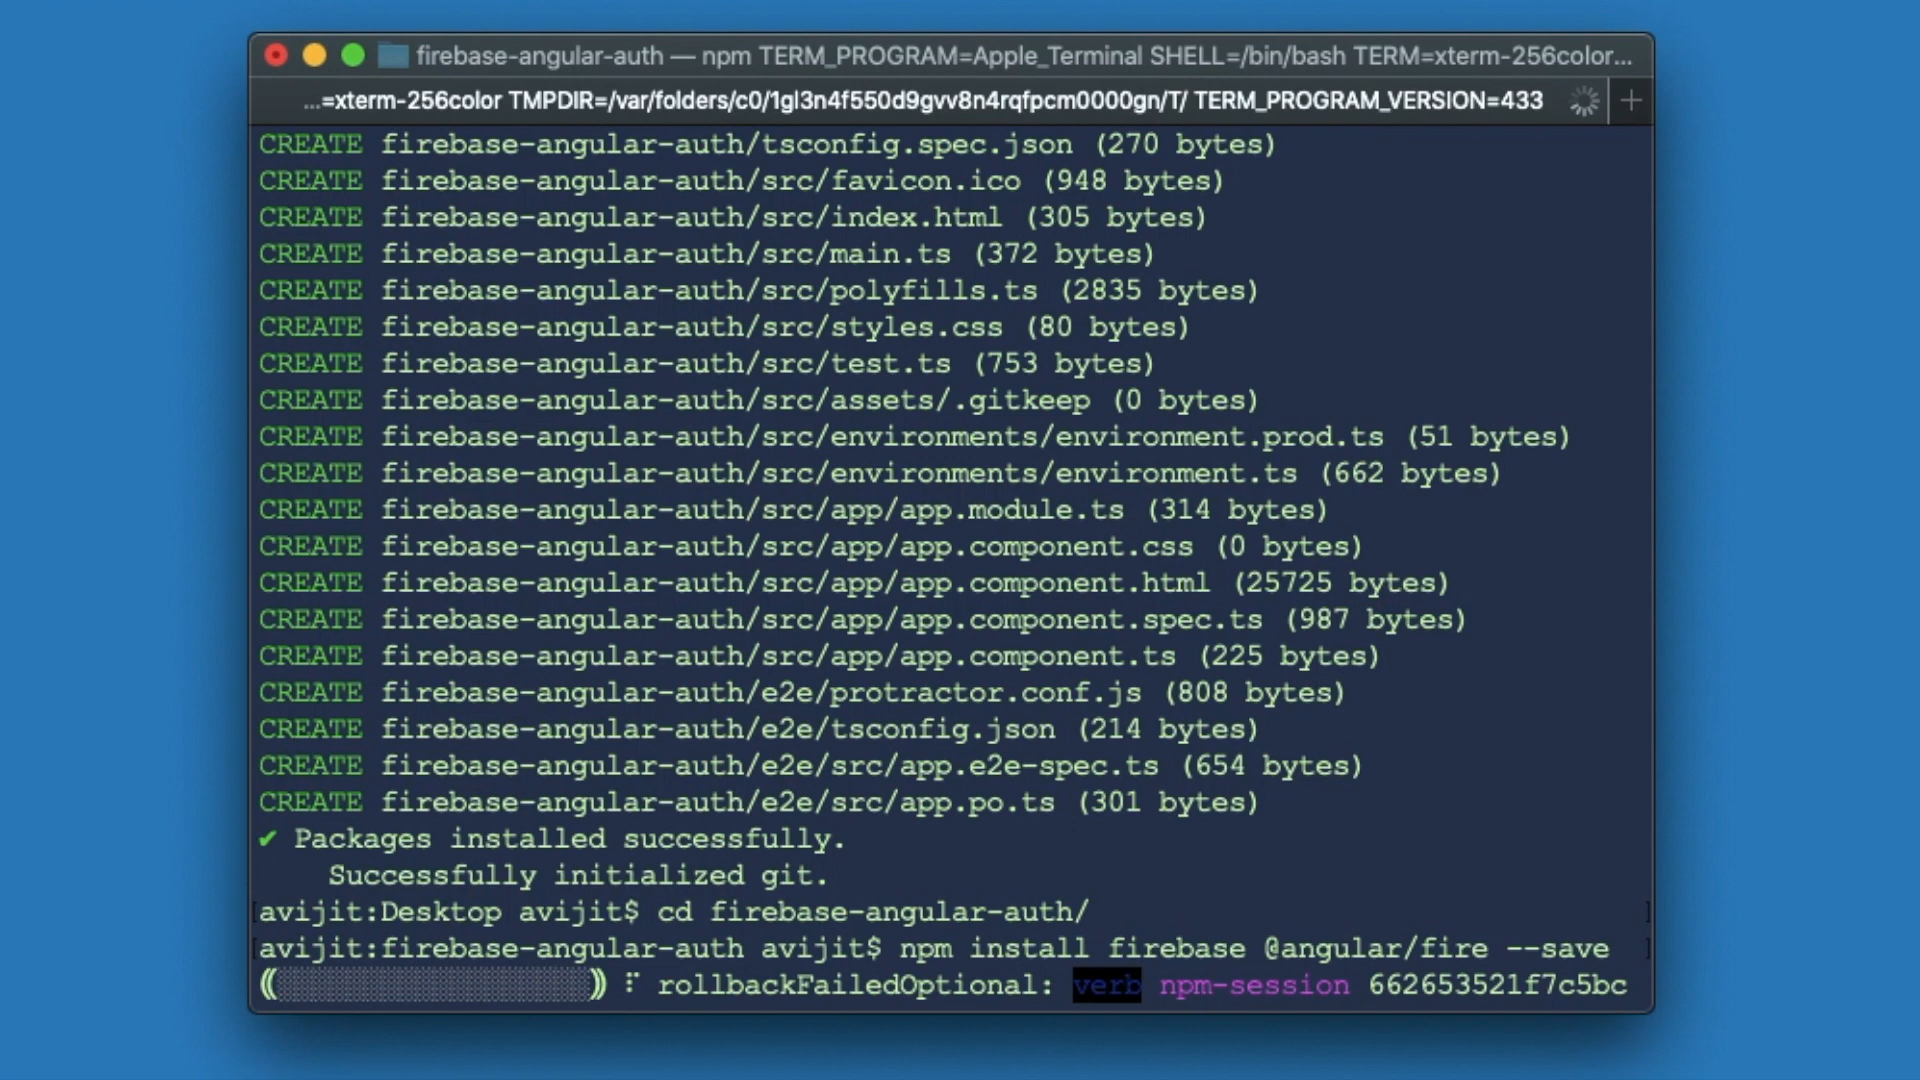 firebase-angular-auth — npm TERM_PROGRAM=Apple_Terminal SHELL=/bin/bash TERM=xterm-256color...
...=xterm-256color TMPDIR=/var/folders/c0/1gl3n4f550d9gvv8n4rqfpcm0000gn/T/ TERM_PROGRAM_VERSION=433
CREATE firebase-angular-auth/tsconfig.spec.json (270 bytes)
CREATE firebase-angular-auth/src/favicon.ico (948 bytes)
CREATE firebase-angular-auth/src/index.html (305 bytes)
CREATE firebase-angular-auth/src/main.ts (372 bytes)
CREATE firebase-angular-auth/src/polyfills.ts (2835 bytes)
CREATE firebase-angular-auth/src/styles.css (80 bytes)
CREATE firebase-angular-auth/src/test.ts (753 bytes)
CREATE firebase-angular-auth/src/assets/.gitkeep (0 bytes)
CREATE firebase-angular-auth/src/environments/environment.prod.ts (51 bytes)
CREATE firebase-angular-auth/src/environments/environment.ts (662 bytes)
CREATE firebase-angular-auth/src/app/app.module.ts (314 bytes)
CREATE firebase-angular-auth/src/app/app.component.css (0 bytes)
CREATE firebase-angular-auth/src/app/app.component.html (25725 bytes)
CREATE firebase-angular-auth/src/app/app.component.spec.ts (987 bytes)
CREATE firebase-angular-auth/src/app/app.component.ts (225 bytes)
CREATE firebase-angular-auth/e2e/protractor.conf.js (808 bytes)
CREATE firebase-angular-auth/e2e/tsconfig.json (214 bytes)
CREATE firebase-angular-auth/e2e/src/app.e2e-spec.ts (654 bytes)
CREATE firebase-angular-auth/e2e/src/app.po.ts (301 bytes)
✔ Packages installed successfully.
Successfully initialized git.
[avijit:Desktop avijit$ cd firebase-angular-auth/ ]
[avijit:firebase-angular-auth avijit$ npm install firebase @angular/fire --save ]
(░░░░░░░░░░░░░░░░░░) ⠋ rollbackFailedOptional: verb npm-session 662653521f7c5bc